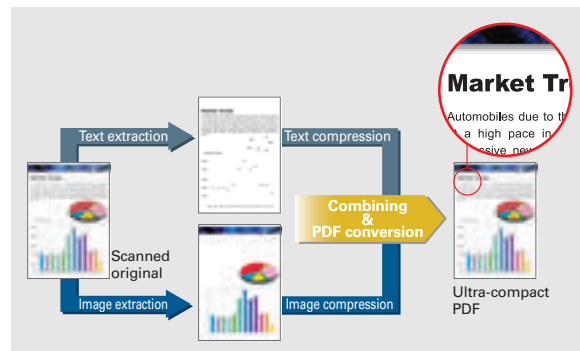 Market Tr
Automobiles due to th
a high pace in
ssive new
Text extraction
Text compression
Combining
&
PDF conversion
Scanned
original
Image extraction
Image compression
Ultra-compact
PDF